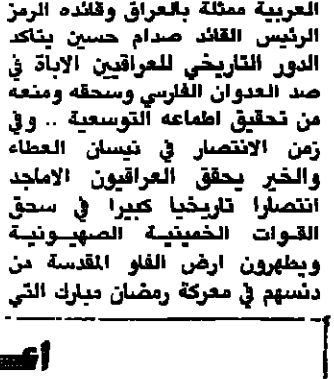 العربية ممثلة بالعراق وقائده الرمز
الرئيس القائد صدام حسين يتأكد
الدور التاريخي للعراقيين الاباة في
صد العدوان الفارسي وسحقه ومنعه
من تحقيق اطماعه التوسعية .. وفي
زمن الانتصار في نيسان العطاء
والخير يحقق العراقيون الاماجد
انتصارا تاريخيا كبيرا في سحق
القوات الخمينية الصهيونية
ويطهرون ارض الفاو المقدسة من
دنسهم في معركة رمضان مبارك التي